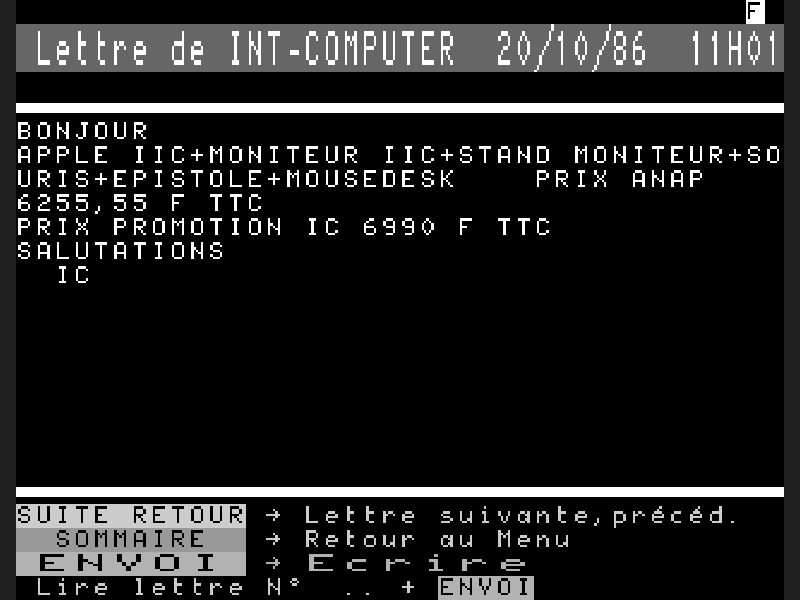 F
Lettre de INT-COMPUTER 20/10/86 11H01
BONJOUR
APPLE IIC+MONITEUR IIC+STAND MONITEUR+SO
URIS+EPISTOLE+MOUSEDESK PRIX ANAP
6255,55 F TTC
PRIX PROMOTION IC 6990 F TTC
SALUTATIONS
IC
SUITE RETOUR → Lettre suivante,précéd.
SOMMAIRE → Retour au Menu
ENVOI → Ecrire
Lire lettre N° .. + ENVOI